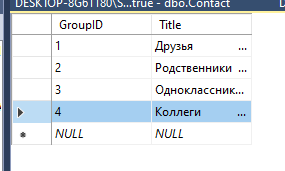 DESKTOP-8G6T180\S...true - dbo.Contact
GroupID Title
1 Друзья ...
2 Родственники ...
3 Одноклассник...
4 Коллеги ...
NULL NULL